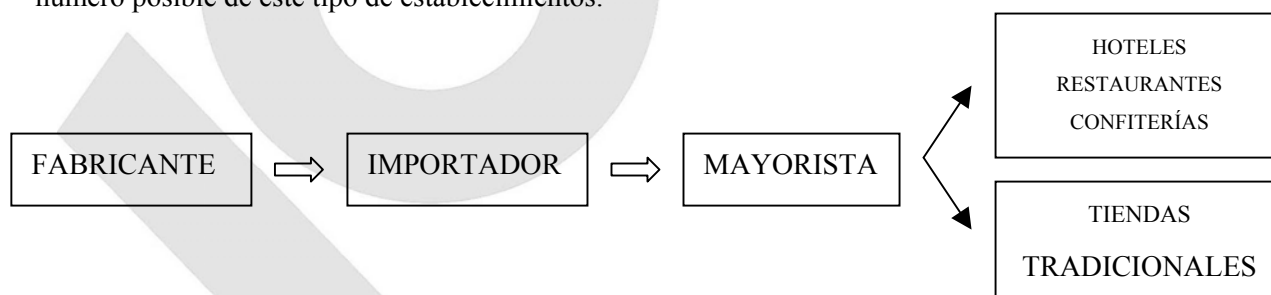 número posible de este tipo de establecimientos.
HOTELES
RESTAURANTES
CONFITERÍAS
FABRICANTE
IMPORTADOR
MAYORISTA
TIENDAS
TRADICIONALES